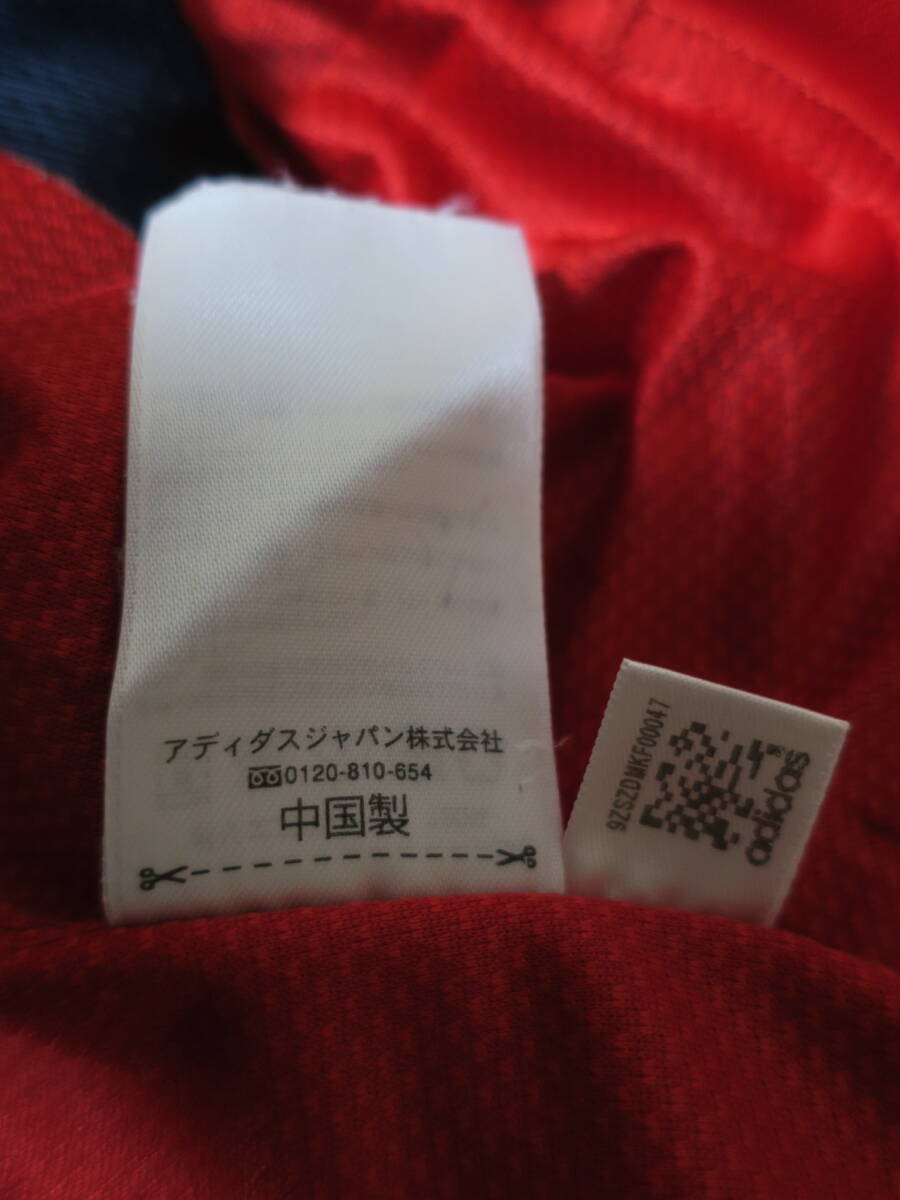 アディダスジャパン株式会社
0120-810-654
中国製
9ZSZDMKF00047
adidas